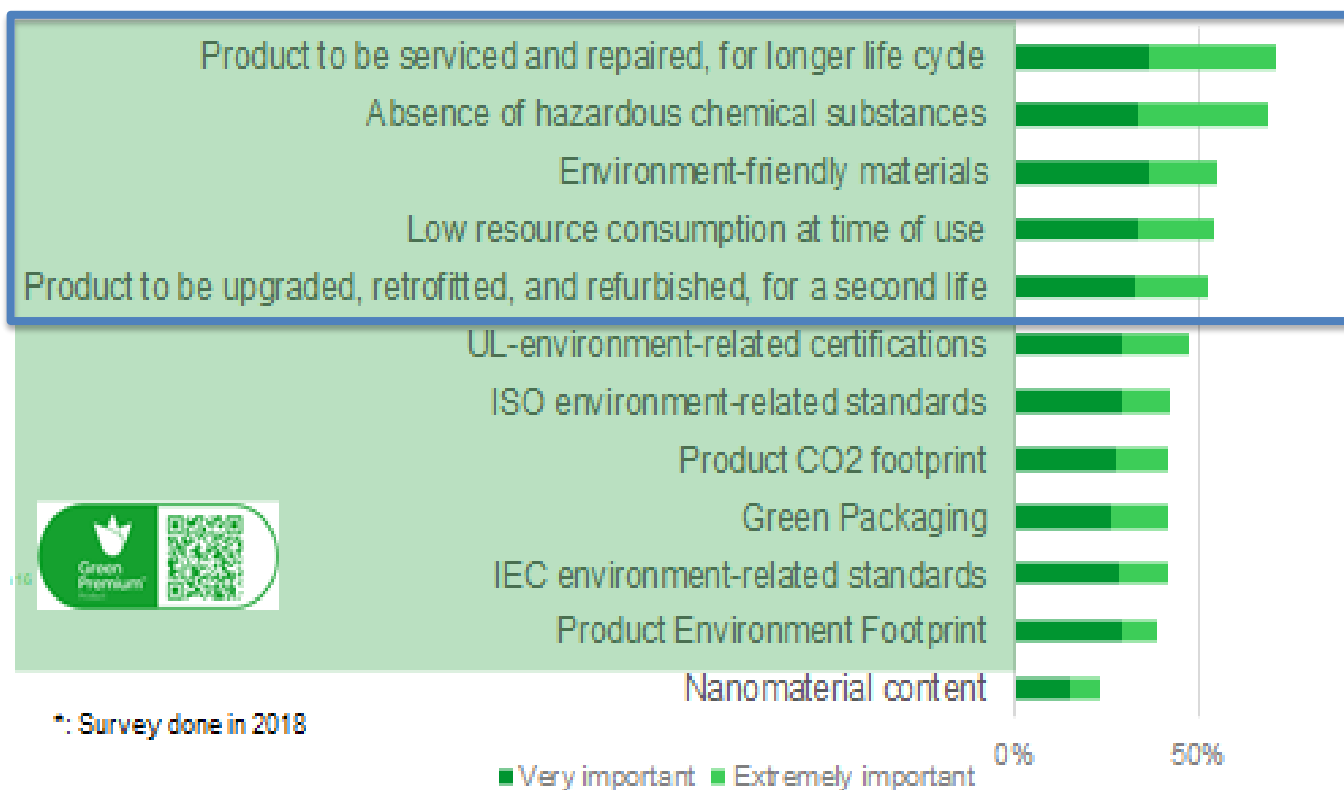 Product to be serviced and repaired, for longer life cycle
Absence of hazardous chemical substances
Environment-friendly materials
Low resource consumption at time of use
Product to be upgraded, retrofitted, and refurbished, for a second life
UL-environment-related certifications
ISO environment-related standards
Product CO2 footprint
Green Packaging
IEC environment-related standards
Product Environment Footprint
Nanomaterial content
Green
Premium
*: Survey done in 2018
0%
50%
Very important
Extremely important